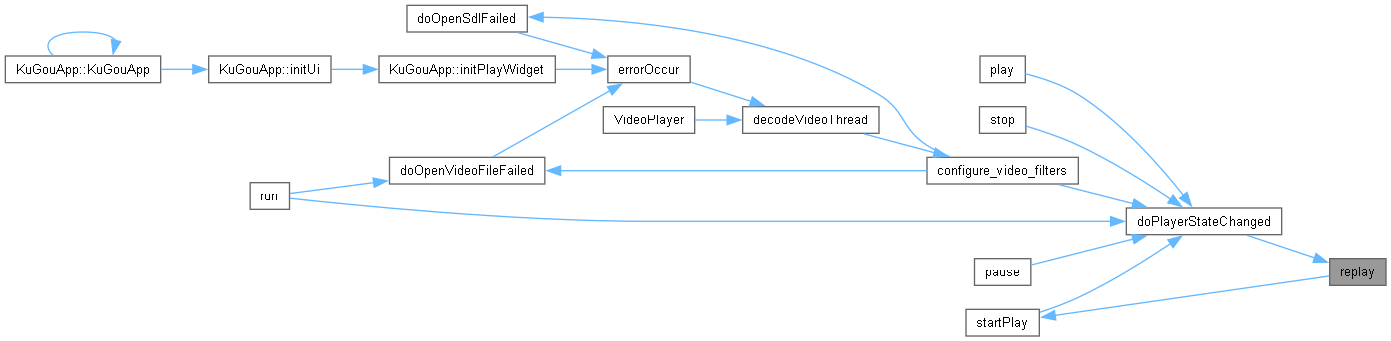 doOpenSdlFailed
KuGouApp::KuGouApp
KuGouApp::initUi
KuGouApp::initPlayWidget
errorOccur
play
VideoPlayer
decodeVideoThread
stop
doOpenVideoFileFailed
configure_video_filters
run
doPlayerStateChanged
pause
replay
startPlay